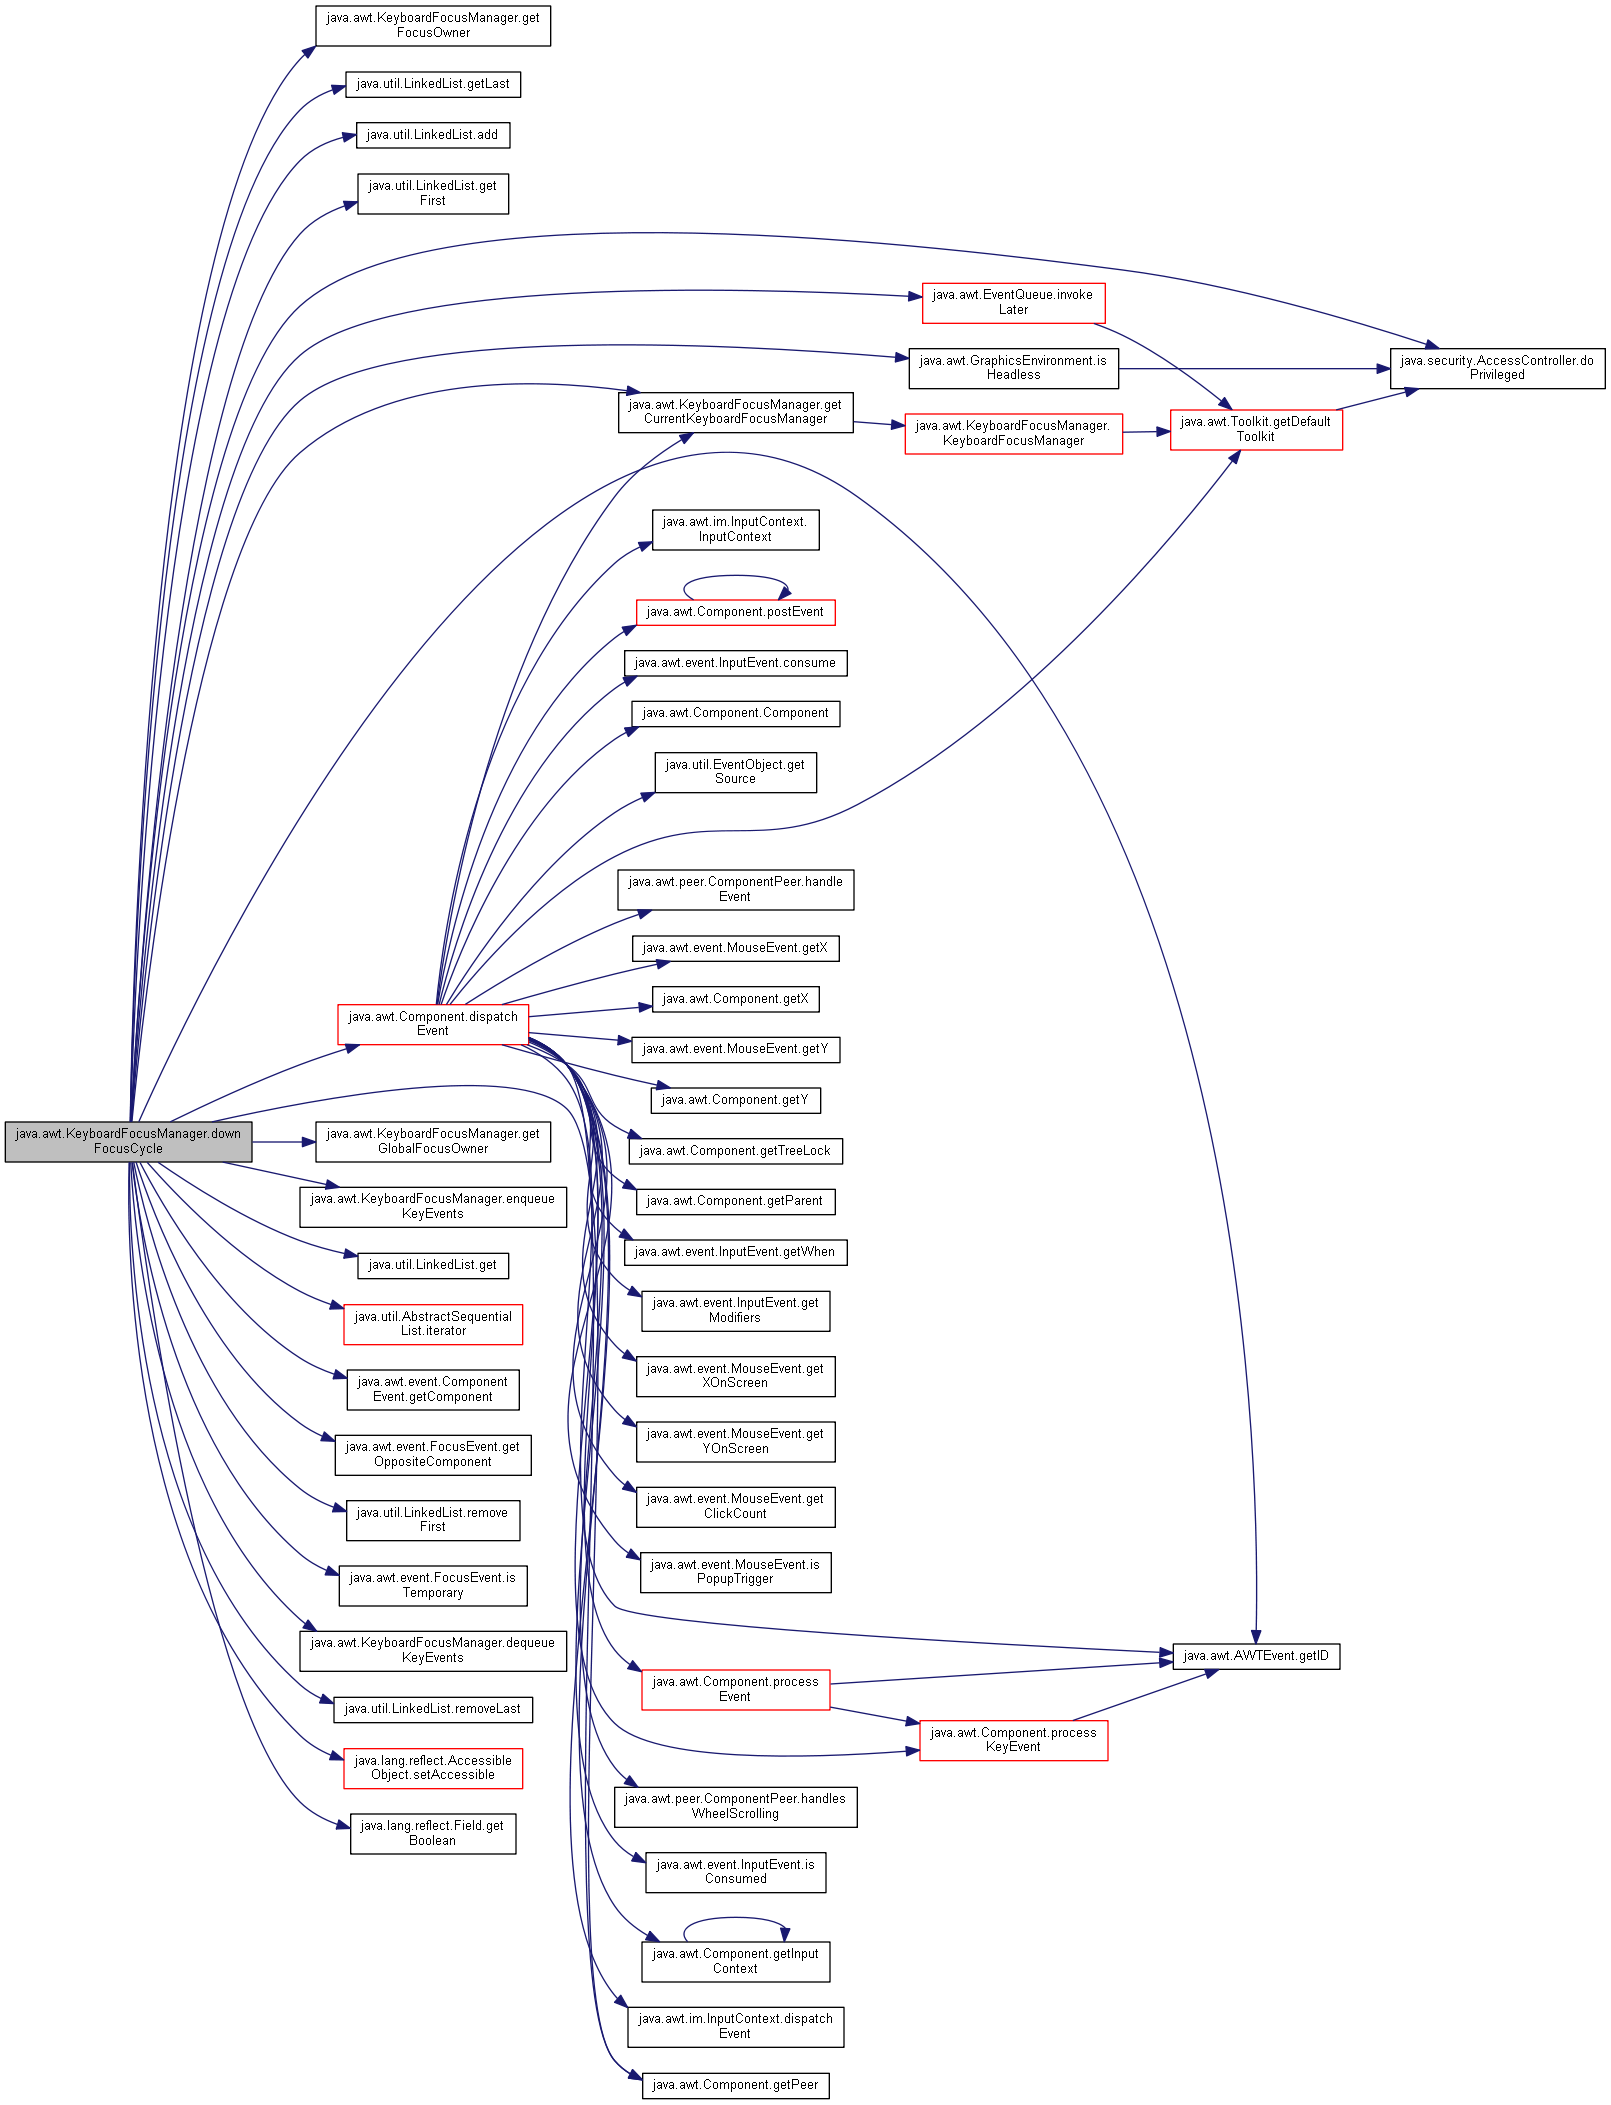 java.awt.KeyboardFocusManager.get
FocusOwner
java.util.LinkedList.getLast
java.util.LinkedList.add
java.util.LinkedList.get
First
java.awt.EventQueue.invoke
Later
java.awt.GraphicsEnvironment.is
Headless
java.security.AccessController.do
Privileged
java.awt.KeyboardFocusManager.get
CurrentKeyboardFocusManager
java.awt.KeyboardFocusManager.
KeyboardFocusManager
java.awt.Toolkit.getDefault
Toolkit
java.awt.im.InputContext.
InputContext
java.awt.Component.postEvent
java.awt.event.InputEvent.consume
java.awt.Component.Component
java.util.EventObject.get
Source
java.awt.peer.ComponentPeer.handle
Event
java.awt.event.MouseEvent.getX
java.awt.Component.getX
java.awt.Component.dispatch
Event
java.awt.event.MouseEvent.getY
java.awt.Component.getY
java.awt.KeyboardFocusManager.down
FocusCycle
java.awt.KeyboardFocusManager.get
GlobalFocusOwner
java.awt.Component.getTreeLock
java.awt.KeyboardFocusManager.enqueue
KeyEvents
java.awt.Component.getParent
java.util.LinkedList.get
java.awt.event.InputEvent.getWhen
java.util.AbstractSequential
List.iterator
java.awt.event.InputEvent.get
Modifiers
java.awt.event.Component
Event.getComponent
java.awt.event.MouseEvent.get
XOnScreen
java.awt.event.FocusEvent.get
OppositeComponent
java.awt.event.MouseEvent.get
YOnScreen
java.util.LinkedList.remove
First
java.awt.event.MouseEvent.get
ClickCount
java.awt.event.FocusEvent.is
Temporary
java.awt.event.MouseEvent.is
PopupTrigger
java.awt.KeyboardFocusManager.dequeue
KeyEvents
java.awt.AWTEvent.getID
java.util.LinkedList.removeLast
java.awt.Component.process
Event
java.awt.Component.process
KeyEvent
java.lang.reflect.Accessible
Object.setAccessible
java.awt.peer.ComponentPeer.handles
WheelScrolling
java.lang.reflect.Field.get
Boolean
java.awt.event.InputEvent.is
Consumed
java.awt.Component.getInput
Context
java.awt.im.InputContext.dispatch
Event
java.awt.Component.getPeer